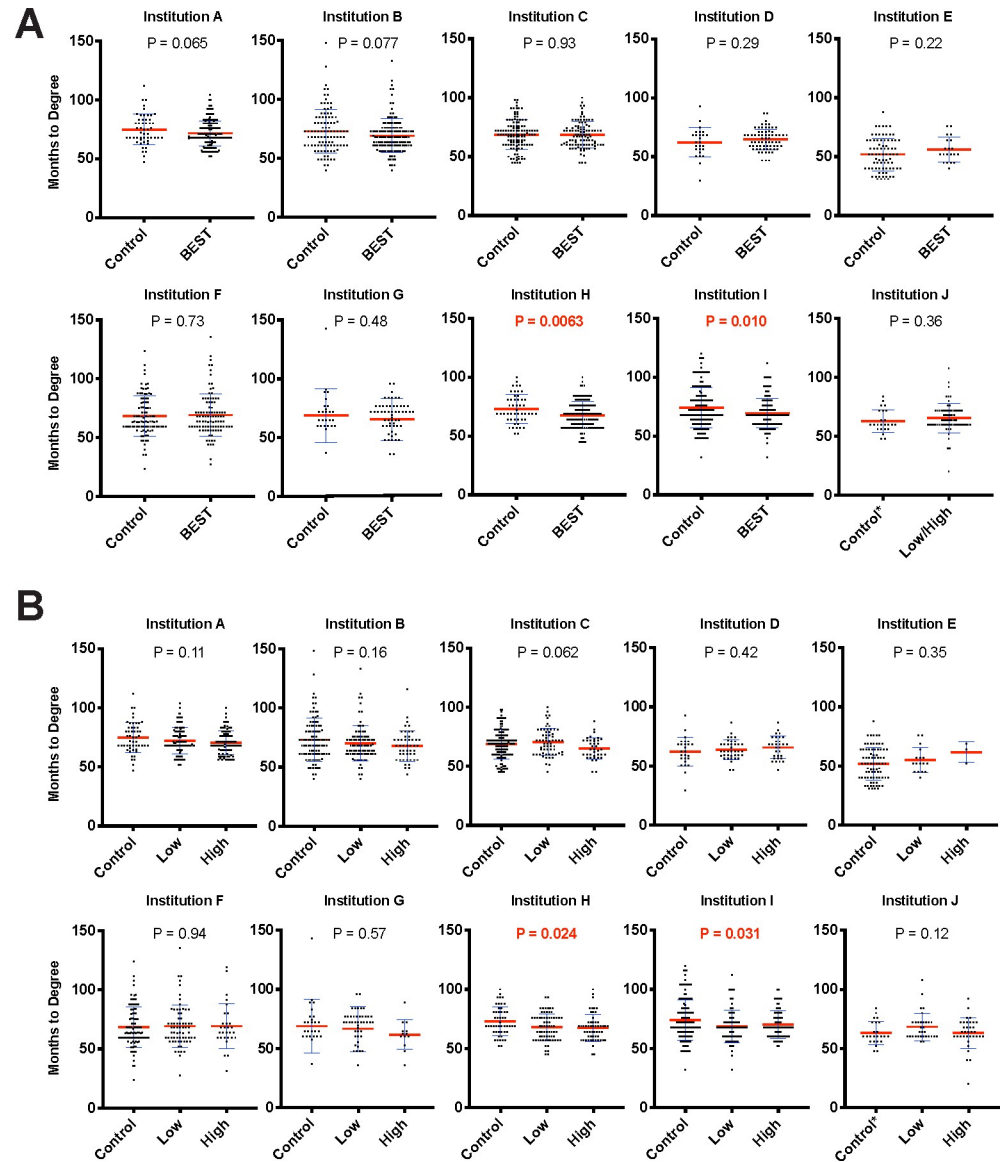 A
Institution A
Institution B
Institution C
Institution D
Institution E
P = 0.065
P = 0.077
P = 0.93
P = 0.29
P = 0.22
Months to Degree
150
100
50
0
150
100
50
0
150
100
50
0
150
100
50
0
150
100
50
0
Control
BEST
Control
BEST
Control
BEST
Control
BEST
Control
BEST
Institution F
Institution G
Institution H
Institution I
Institution J
P = 0.73
P = 0.48
P = 0.0063
P = 0.010
P = 0.36
Months to Degree
150
100
50
0
150
100
50
0
150
100
50
0
150
100
50
0
150
100
50
0
Control
BEST
Control
BEST
Control
BEST
Control
BEST
Control*
Low/High
B
Institution A
Institution B
Institution C
Institution D
Institution E
P = 0.11
P = 0.16
P = 0.062
P = 0.42
P = 0.35
Months to Degree
150
100
50
0
150
100
50
0
150
100
50
0
150
100
50
0
150
100
50
0
Control
Low
High
Control
Low
High
Control
Low
High
Control
Low
High
Control
Low
High
Institution F
Institution G
Institution H
Institution I
Institution J
P = 0.94
P = 0.57
P = 0.024
P = 0.031
P = 0.12
Months to Degree
150
100
50
0
150
100
50
0
150
100
50
0
150
100
50
0
150
100
50
0
Control
Low
High
Control
Low
High
Control
Low
High
Control
Low
High
Control*
Low
High